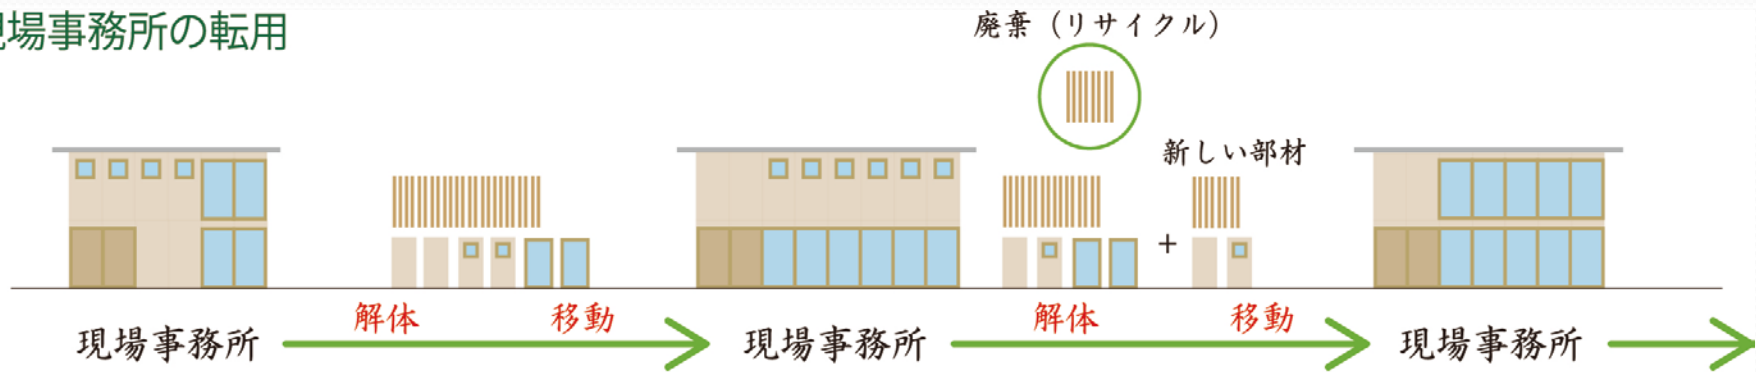 現場事務所の転用
廃棄（リサイクル）
新しい部材
+
解体
移動
解体
移動
現場事務所
現場事務所
現場事務所